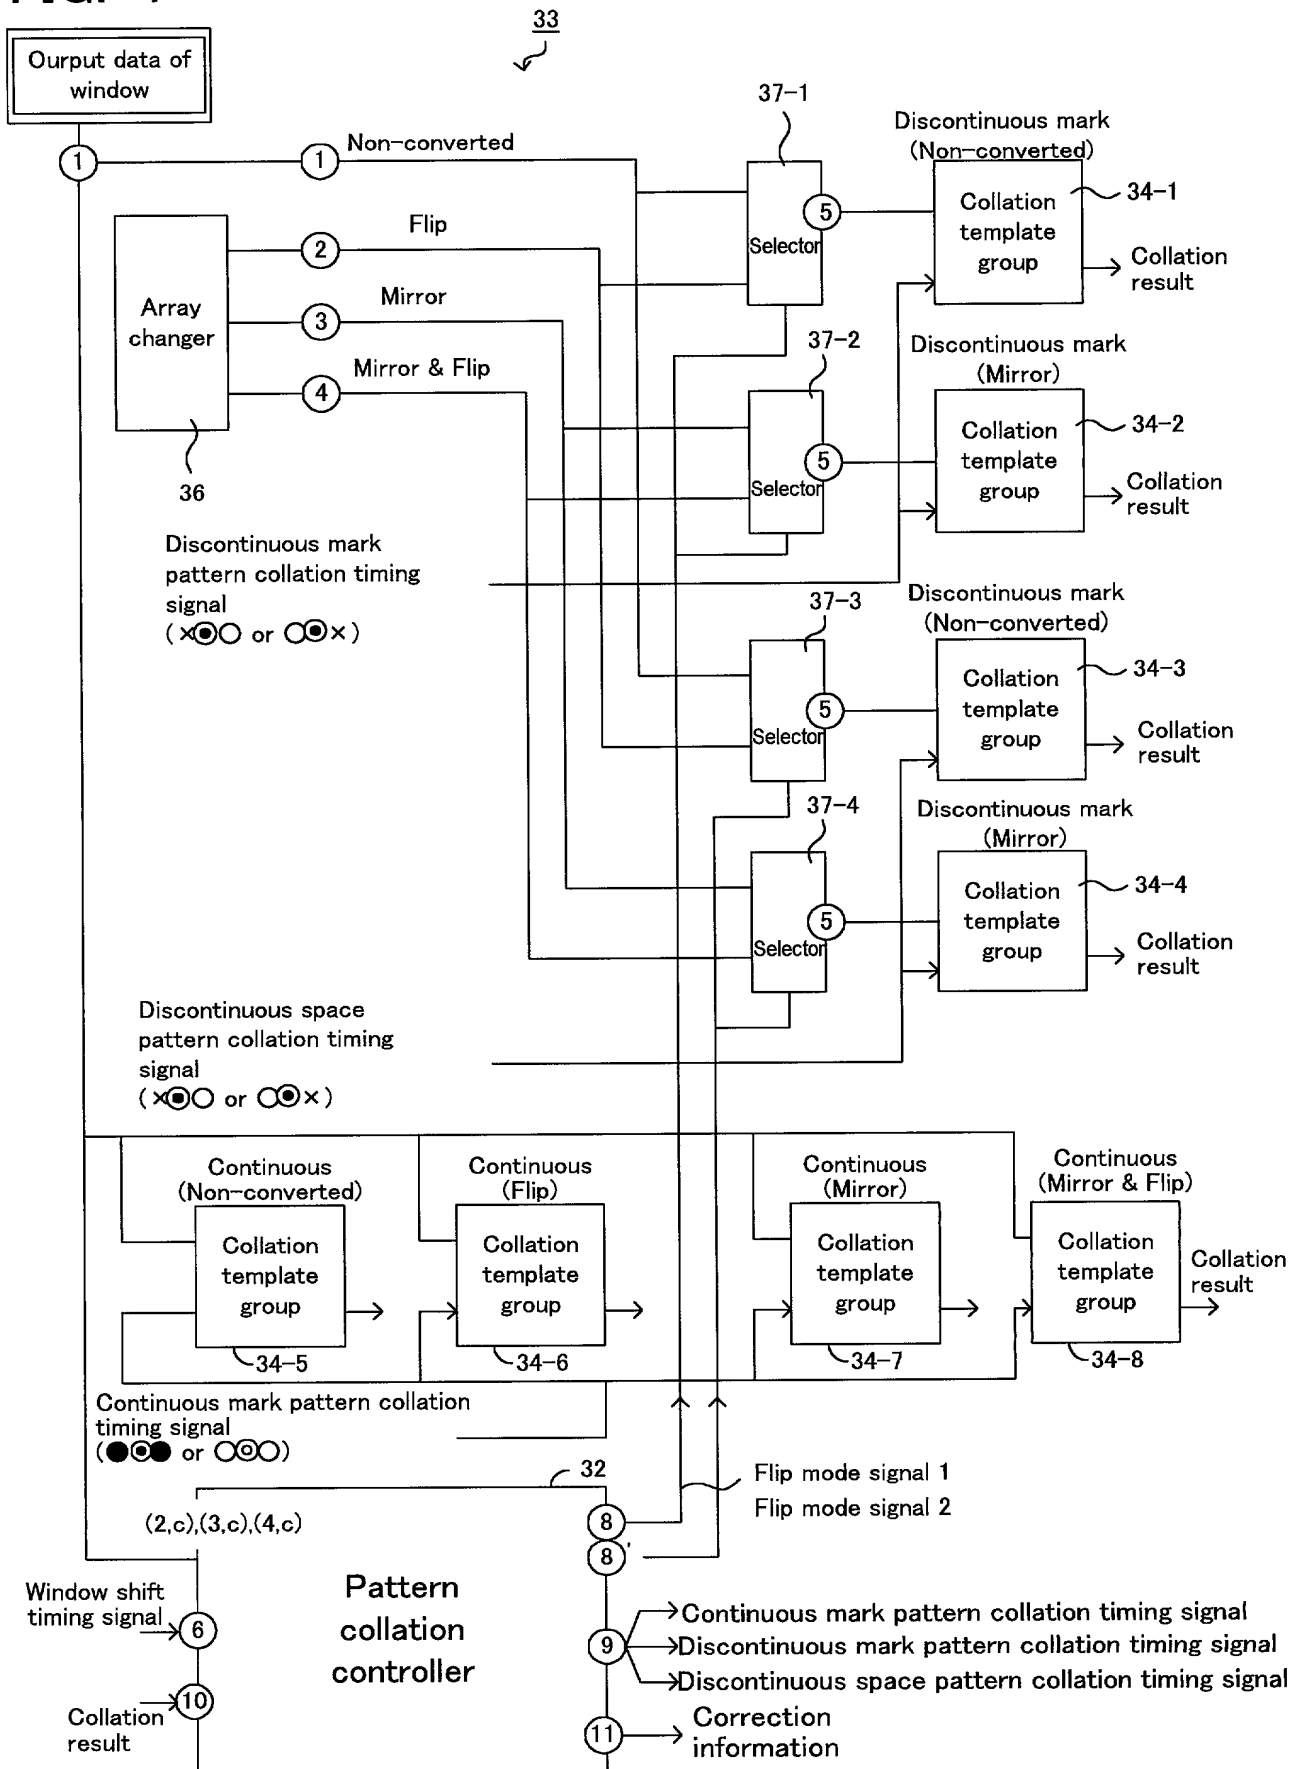 33
Ourput data of
window
1
1
Non-converted
37-1
Discontinuous mark
(Non-converted)
Selector
5
Collation
template
group
34-1
Collation
result
Array
changer
36
2
Flip
3
Mirror
4
Mirror & Flip
37-2
Discontinuous mark
(Mirror)
Selector
5
Collation
template
group
34-2
Collation
result
Discontinuous mark
pattern collation timing
signal
(×◉○ or ○◉×)
37-3
Discontinuous mark
(Non-converted)
Selector
5
Collation
template
group
34-3
Collation
result
37-4
Discontinuous mark
(Mirror)
Selector
5
Collation
template
group
34-4
Collation
result
Discontinuous space
pattern collation timing
signal
(×◉○ or ○◉×)
Continuous
(Non-converted)
Collation
template
group
34-5
Continuous
(Flip)
Collation
template
group
34-6
Continuous
(Mirror)
Collation
template
group
34-7
Continuous
(Mirror & Flip)
Collation
template
group
34-8
Collation
result
Continuous mark pattern collation
timing signal
(●◉● or ○◎○)
32
Flip mode signal 1
Flip mode signal 2
(2,c),(3,c),(4,c)
8
8'
Pattern
collation
controller
Window shift
timing signal
6
9
Continuous mark pattern collation timing signal
Discontinuous mark pattern collation timing signal
Discontinuous space pattern collation timing signal
10
Collation
result
11
Correction
information